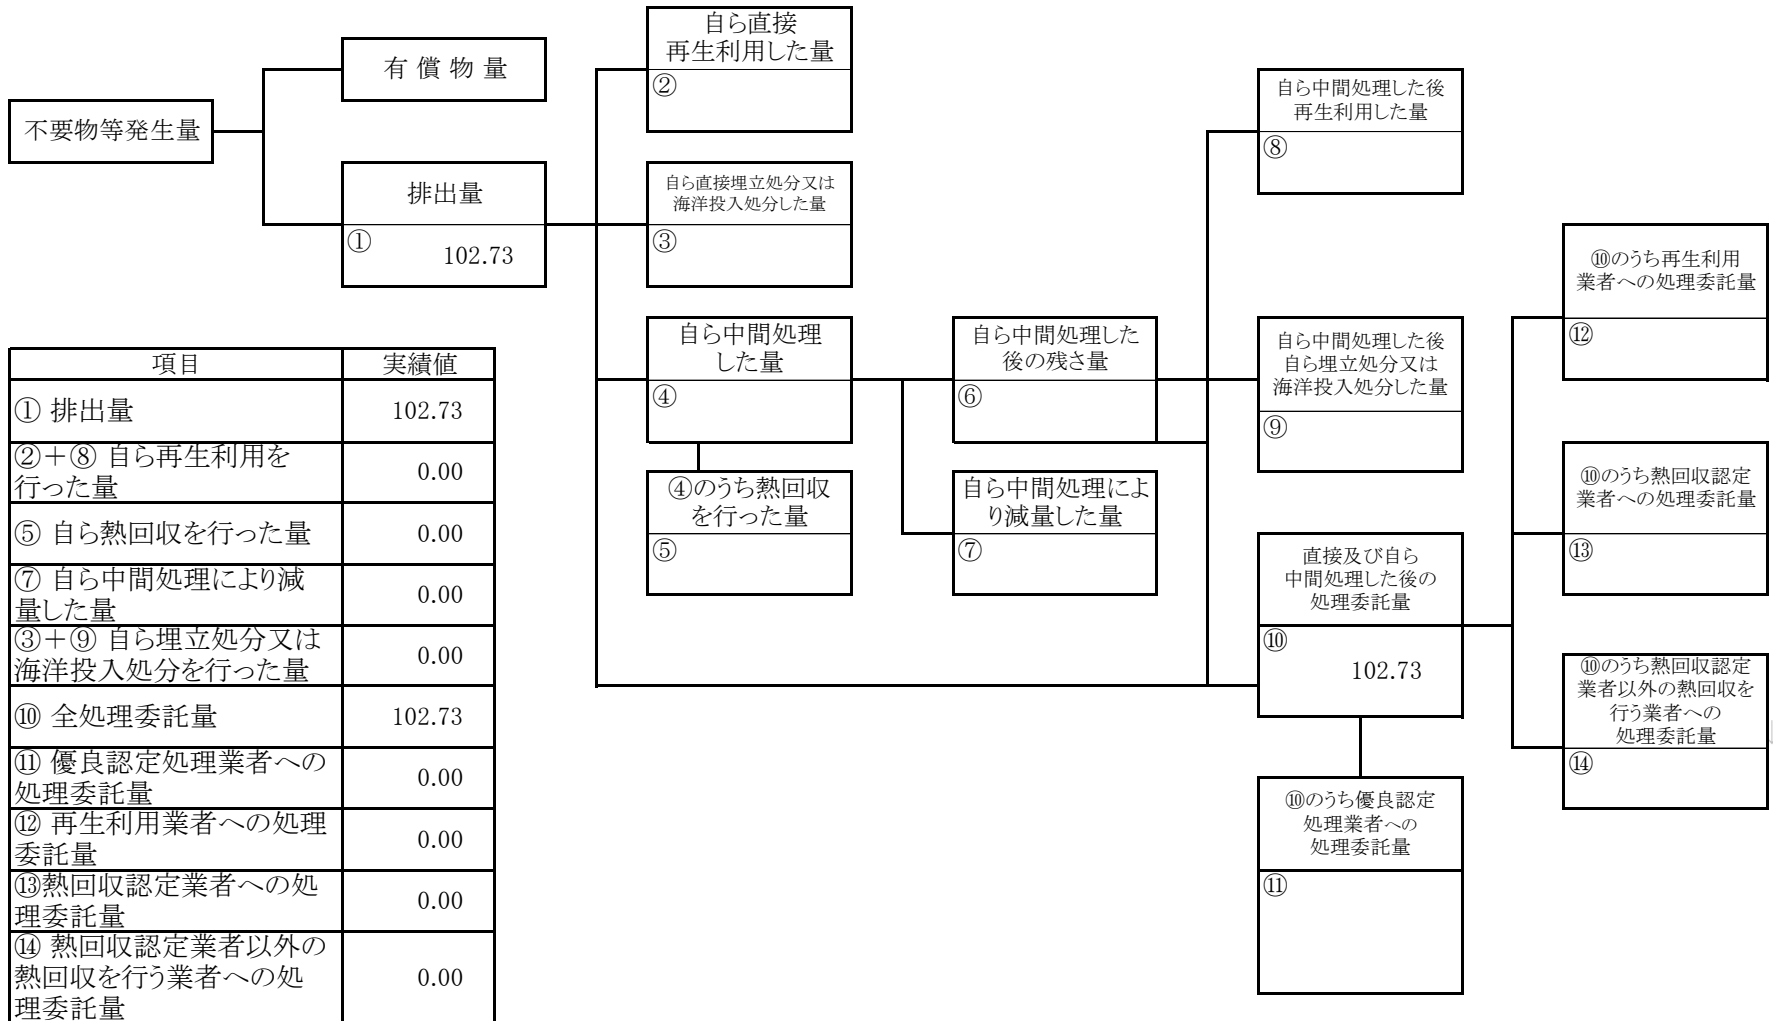 不要物等発生量
有 償 物 量
排出量
①
102.73
自ら直接
再生利用した量
②
自ら直接埋立処分又は
海洋投入処分した量
③
自ら中間処理
した量
④
④のうち熱回収
を行った量
⑤
自ら中間処理した
後の残さ量
⑥
自ら中間処理によ
り減量した量
⑦
自ら中間処理した後
再生利用した量
⑧
自ら中間処理した後
自ら埋立処分又は
海洋投入処分した量
⑨
直接及び自ら
中間処理した後の
処理委託量
⑩
102.73
⑩のうち優良認定
処理業者への
処理委託量
⑪
⑩のうち再生利用
業者への処理委託量
⑫
⑩のうち熱回収認定
業者への処理委託量
⑬
⑩のうち熱回収認定
業者以外の熱回収を
行う業者への
処理委託量
⑭
項目 実績値
① 排出量 102.73
②＋⑧ 自ら再生利用を
行った量 0.00
⑤ 自ら熱回収を行った量 0.00
⑦ 自ら中間処理により減
量した量 0.00
③＋⑨ 自ら埋立処分又は
海洋投入処分を行った量 0.00
⑩ 全処理委託量 102.73
⑪ 優良認定処理業者への
処理委託量 0.00
⑫ 再生利用業者への処理
委託量 0.00
⑬熱回収認定業者への処
理委託量 0.00
⑭ 熱回収認定業者以外の
熱回収を行う業者への処 0.00
理委託量